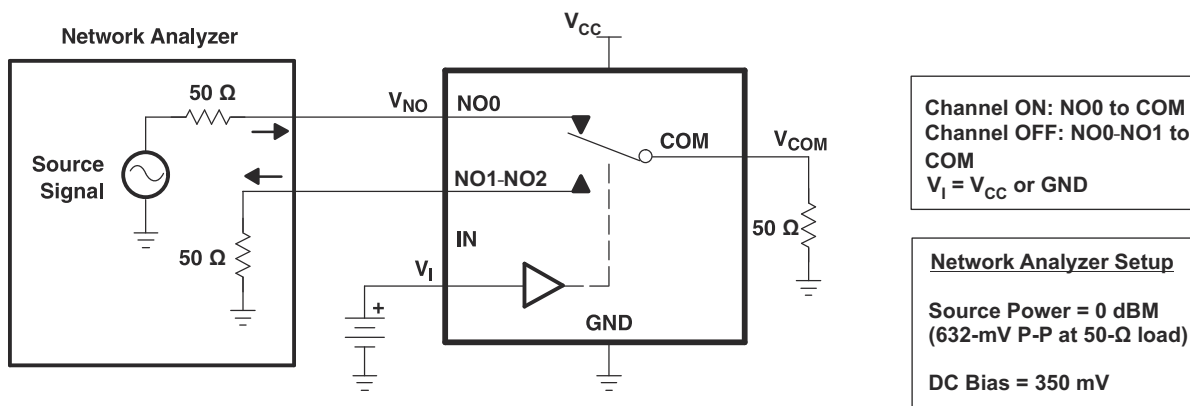 Network Analyzer
50 Ω
Source
Signal
50 Ω
V_NO
V_I
V_CC
NO0
NO1-NO2
IN
COM
GND
V_COM
50 Ω
+
Channel ON: NO0 to COM
Channel OFF: NO0-NO1 to
COM
V_I = V_CC or GND
Network Analyzer Setup
Source Power = 0 dBM
(632-mV P-P at 50-Ω load)
DC Bias = 350 mV